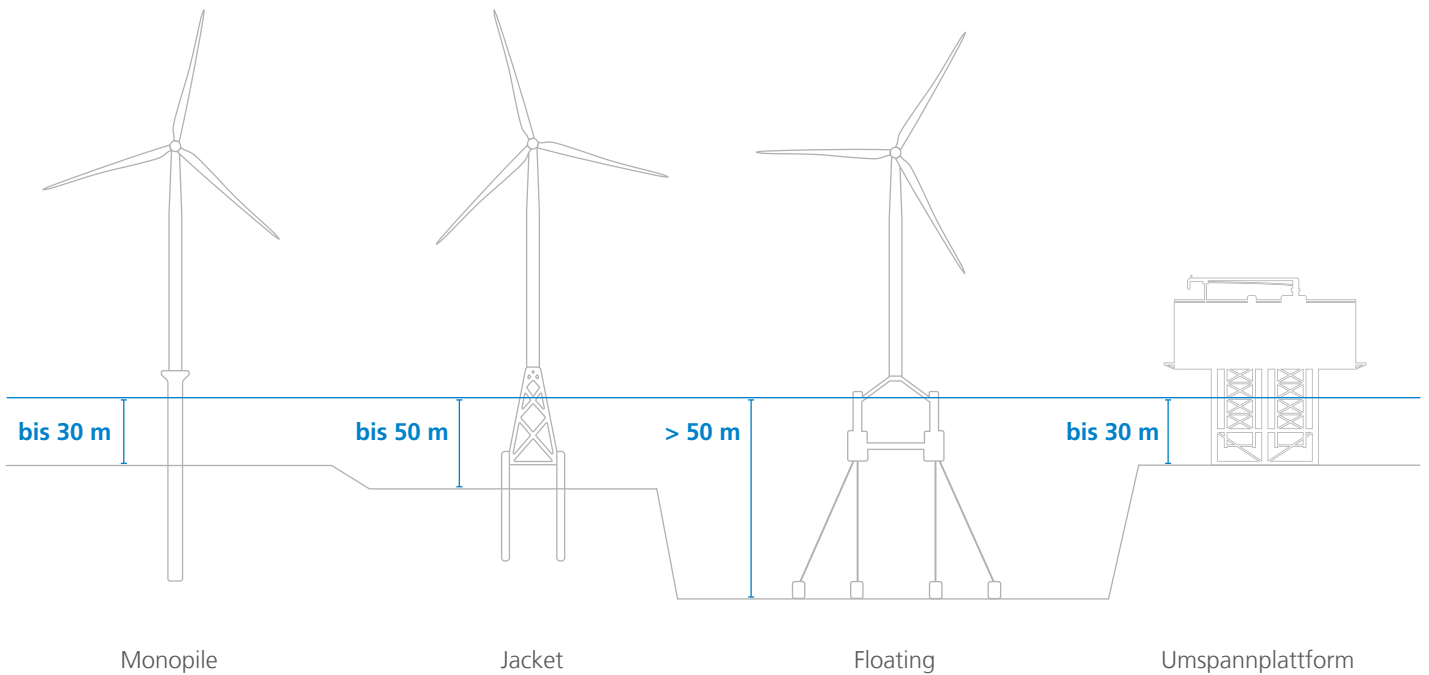 bis 30 m
bis 50 m
> 50 m
bis 30 m
Monopile
Jacket
Floating
Umspannplattform